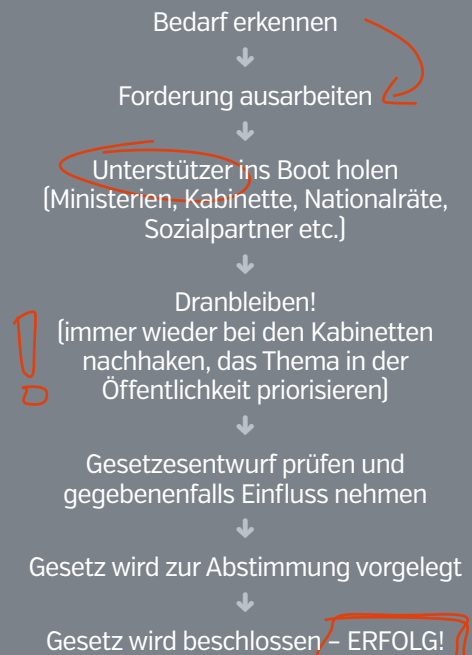 Bedarf erkennen
Forderung ausarbeiten
Unterstützer ins Boot holen
(Ministerien, Kabinette, Nationalräte,
Sozialpartner etc.)
Dranbleiben!
(immer wieder bei den Kabinetten
nachhaken, das Thema in der
Öffentlichkeit priorisieren)
!
Gesetzesentwurf prüfen und
gegebenenfalls Einfluss nehmen
Gesetz wird zur Abstimmung vorgelegt
Gesetz wird beschlossen – ERFOLG!